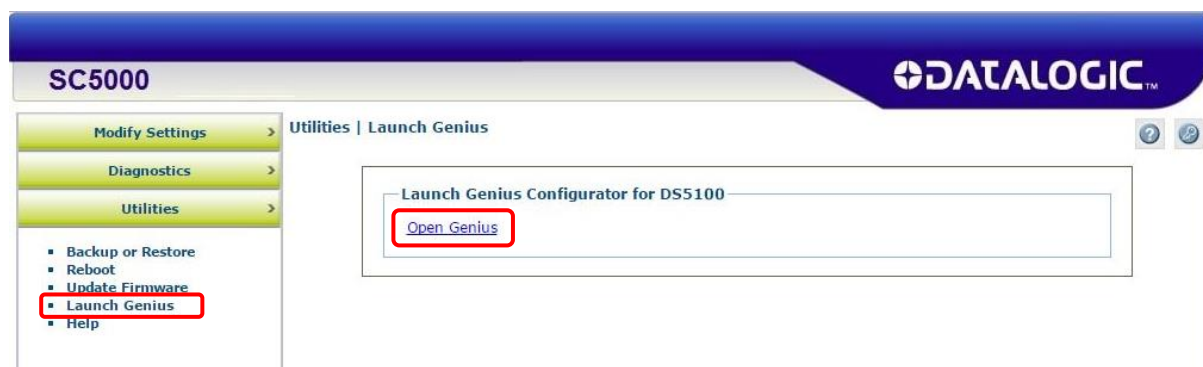 SC5000
DATALOGIC™
Modify Settings >
Diagnostics >
Utilities >
Backup or Restore
Reboot
Update Firmware
Launch Genius
Help
Utilities | Launch Genius
?
Launch Genius Configurator for DS5100
Open Genius